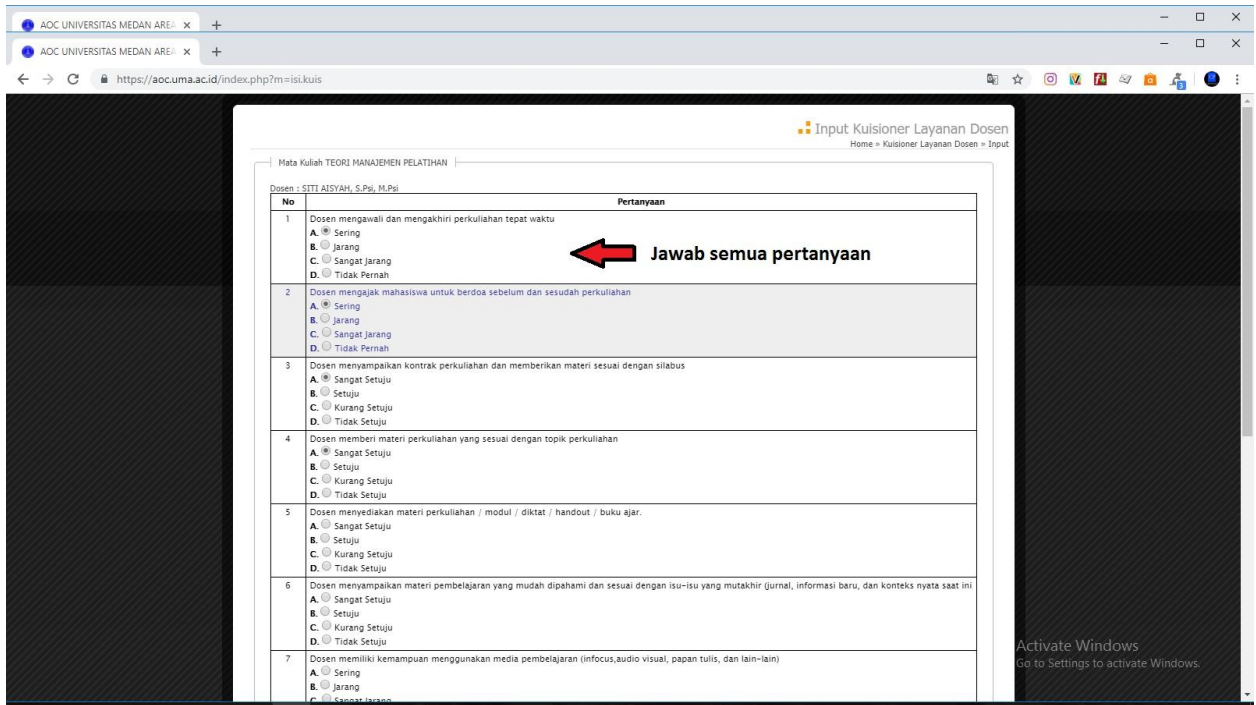 AOC UNIVERSITAS MEDAN AREA
AOC UNIVERSITAS MEDAN AREA
https://aoc.uma.ac.id/index.php?m=isi.kuis
Input Kuisioner Layanan Dosen
Home » Kuisioner Layanan Dosen » Input
Mata Kuliah TEORI MANAJEMEN PELATIHAN
Dosen : SITI AISYAH, S.Psi, M.Psi
No Pertanyaan
1 Dosen mengawali dan mengakhiri perkuliahan tepat waktu
A. Sering
B. Jarang
C. Sangat Jarang
D. Tidak Pernah
Jawab semua pertanyaan
2 Dosen mengajak mahasiswa untuk berdoa sebelum dan sesudah perkuliahan
A. Sering
B. Jarang
C. Sangat Jarang
D. Tidak Pernah
3 Dosen menyampaikan kontrak perkuliahan dan memberikan materi sesuai dengan silabus
A. Sangat Setuju
B. Setuju
C. Kurang Setuju
D. Tidak Setuju
4 Dosen memberi materi perkuliahan yang sesuai dengan topik perkuliahan
A. Sangat Setuju
B. Setuju
C. Kurang Setuju
D. Tidak Setuju
5 Dosen menyediakan materi perkuliahan / modul / diktat / handout / buku ajar.
A. Sangat Setuju
B. Setuju
C. Kurang Setuju
D. Tidak Setuju
6 Dosen menyampaikan materi pembelajaran yang mudah dipahami dan sesuai dengan isu-isu yang mutakhir (jurnal, informasi baru, dan konteks nyata saat ini
A. Sangat Setuju
B. Setuju
C. Kurang Setuju
D. Tidak Setuju
7 Dosen memiliki kemampuan menggunakan media pembelajaran (infocus,audio visual, papan tulis, dan lain-lain)
A. Sering
B. Jarang
C. Sangat Jarang
Activate Windows
Go to Settings to activate Windows.